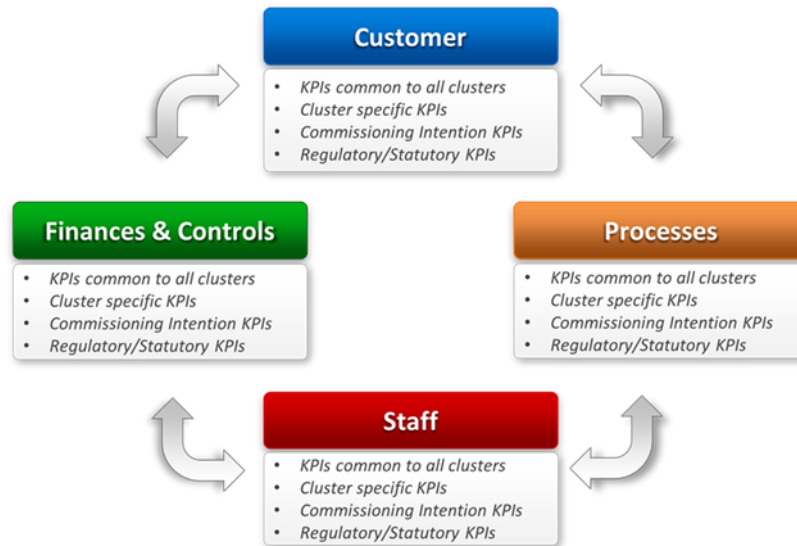 Customer
• KPIs common to all clusters
• Cluster specific KPIs
• Commissioning Intention KPIs
• Regulatory/Statutory KPIs
Finances & Controls
• KPIs common to all clusters
• Cluster specific KPIs
• Commissioning Intention KPIs
• Regulatory/Statutory KPIs
Processes
• KPIs common to all clusters
• Cluster specific KPIs
• Commissioning Intention KPIs
• Regulatory/Statutory KPIs
Staff
• KPIs common to all clusters
• Cluster specific KPIs
• Commissioning Intention KPIs
• Regulatory/Statutory KPIs